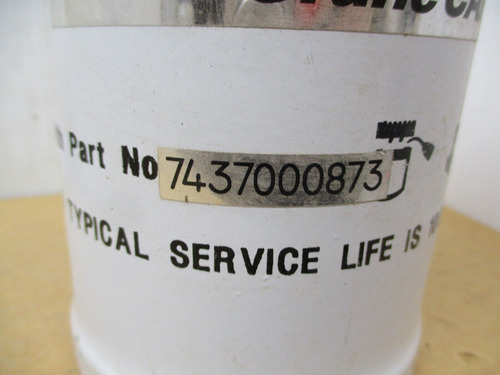 Part No 7437000873
TYPICAL SERVICE LIFE IS